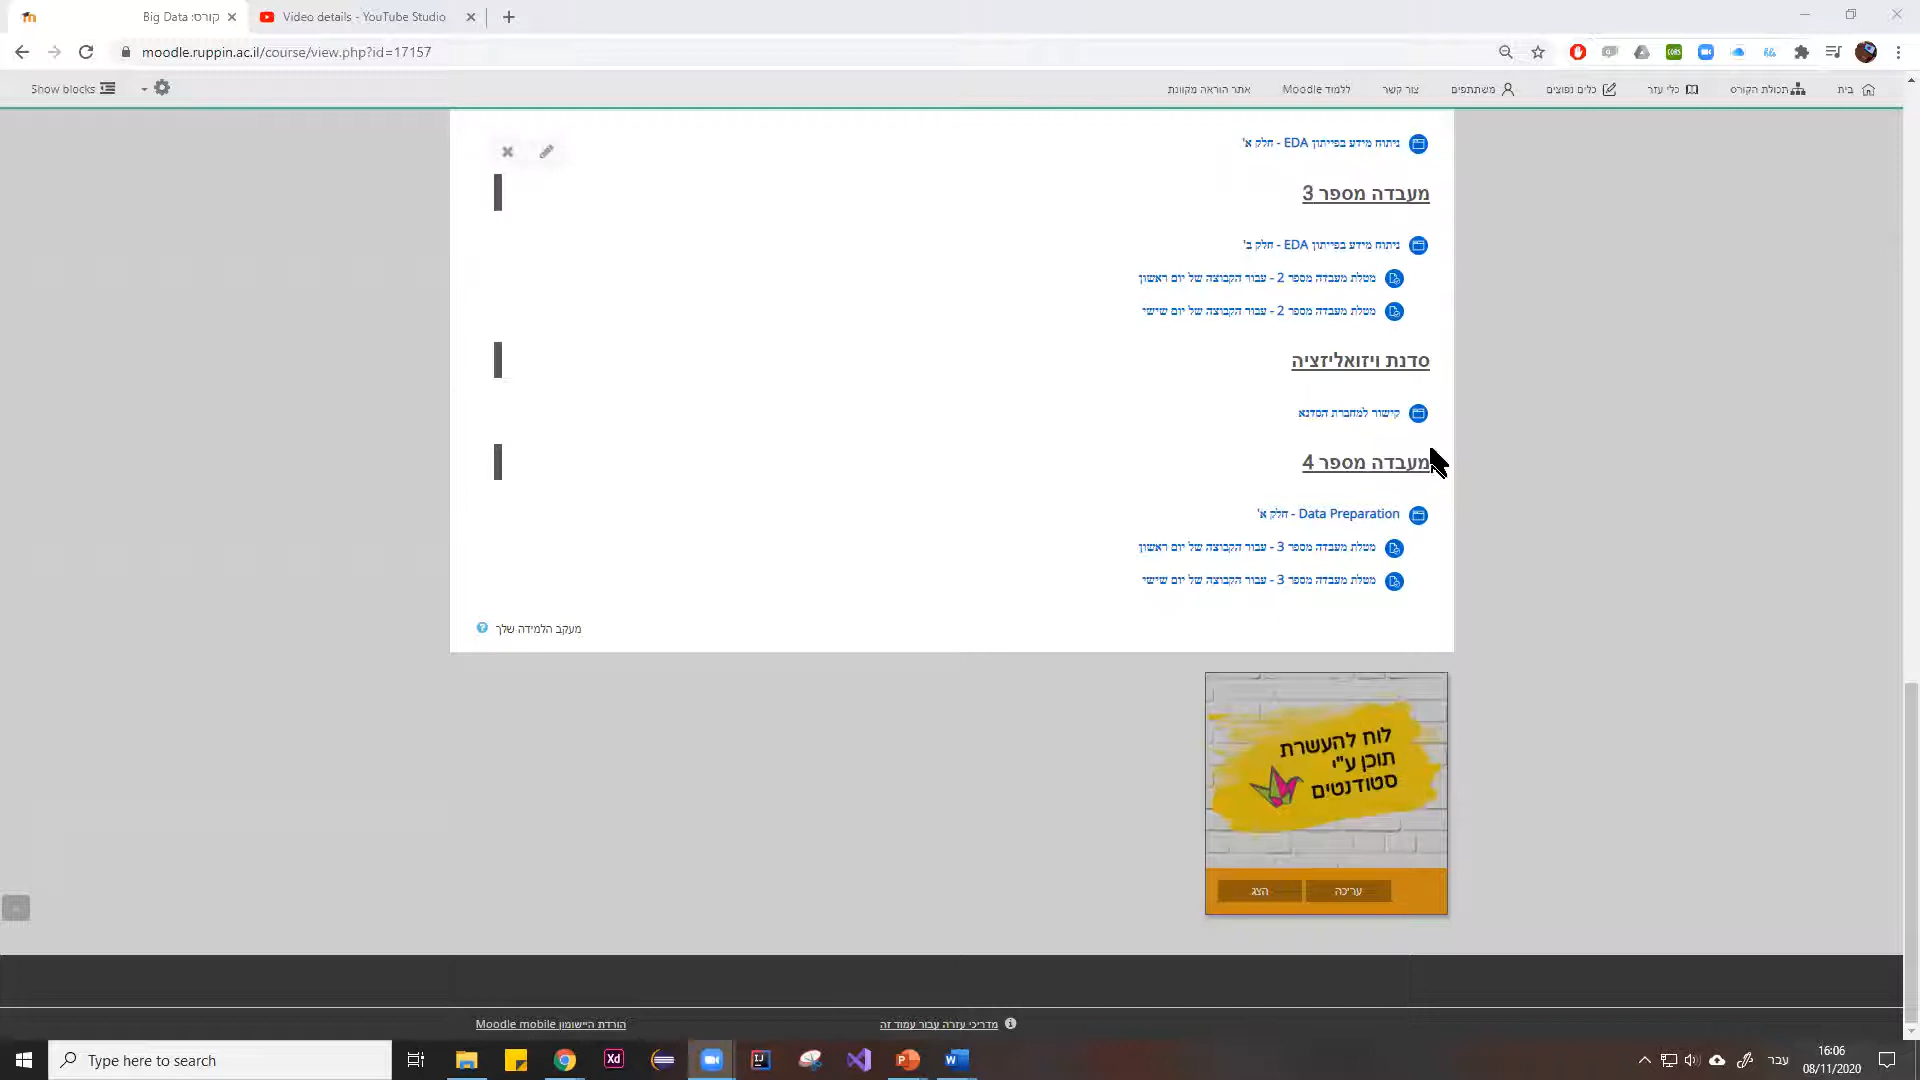 קורס: Big Data
Video details - YouTube Studio
moodle.ruppin.ac.il/course/view.php?id=17157
Show blocks
בית
תכולת הקורס
כלי עזר
כלים נפוצים
משתתפים
צור קשר
ללמוד Moodle
אתר הוראה מקוונת
ניתוח מידע בפייתון EDA - חלק א'
מעבדה מספר 3
ניתוח מידע בפייתון EDA - חלק ב'
מטלת מעבדה מספר 2 - עבור הקבוצה של יום ראשון
מטלת מעבדה מספר 2 - עבור הקבוצה של יום שישי
סדנת ויזואליזציה
קישור למחברת הסדנא
מעבדה מספר 4
Data Preparation - חלק א'
מטלת מעבדה מספר 3 - עבור הקבוצה של יום ראשון
מטלת מעבדה מספר 3 - עבור הקבוצה של יום שישי
מעקב הלמידה שלך
לוח להעשרת
תוכן ע"י
סטודנטים
עריכה
הצג
מדריכי עזרה עבור עמוד זה
הורדת היישומון Moodle mobile
Type here to search
עבר
16:06
08/11/2020